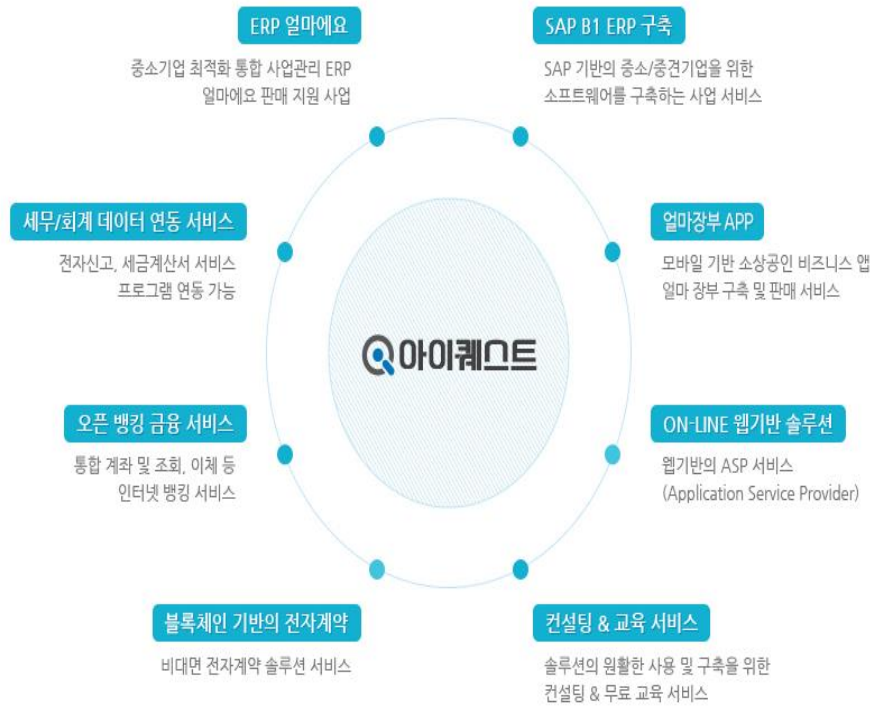 ERP 얼마에요
중소기업 최적화 통합 사업관리 ERP
얼마에요 판매 지원 사업
SAP B1 ERP 구축
SAP 기반의 중소/중견기업을 위한
소프트웨어를 구축하는 사업 서비스
세무/회계 데이터 연동 서비스
전자신고, 세금계산서 서비스
프로그램 연동 가능
얼마장부 APP
모바일 기반 소상공인 비즈니스 앱
얼마 장부 구축 및 판매 서비스
아이퀘스트
오픈 뱅킹 금융 서비스
통합 계좌 및 조회, 이체 등
인터넷 뱅킹 서비스
ON-LINE 웹기반 솔루션
웹기반의 ASP 서비스
(Application Service Provider)
블록체인 기반의 전자계약
비대면 전자계약 솔루션 서비스
컨설팅 & 교육 서비스
솔루션의 원활한 사용 및 구축을 위한
컨설팅 & 무료 교육 서비스